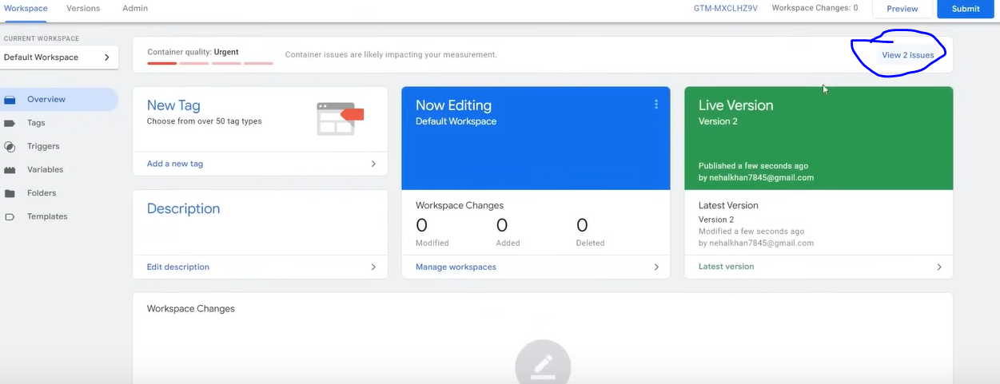 Workspace Versions Admin GTM-MXCLHZ9V Workspace Changes: 0 Preview Submit
CURRENT WORKSPACE
Default Workspace
Overview
Tags
Triggers
Variables
Folders
Templates
Container quality: Urgent
Container issues are likely impacting your measurement.
View 2 issues
New Tag
Choose from over 50 tag types
Add a new tag
Description
Edit description
Now Editing
Default Workspace
Workspace Changes
0 0 0
Modified Added Deleted
Manage workspaces
Live Version
Version 2
Published a few seconds ago
by nehalkhan7845@gmail.com
Latest Version
Version 2
Modified a few seconds ago
by nehalkhan7845@gmail.com
Latest version
Workspace Changes